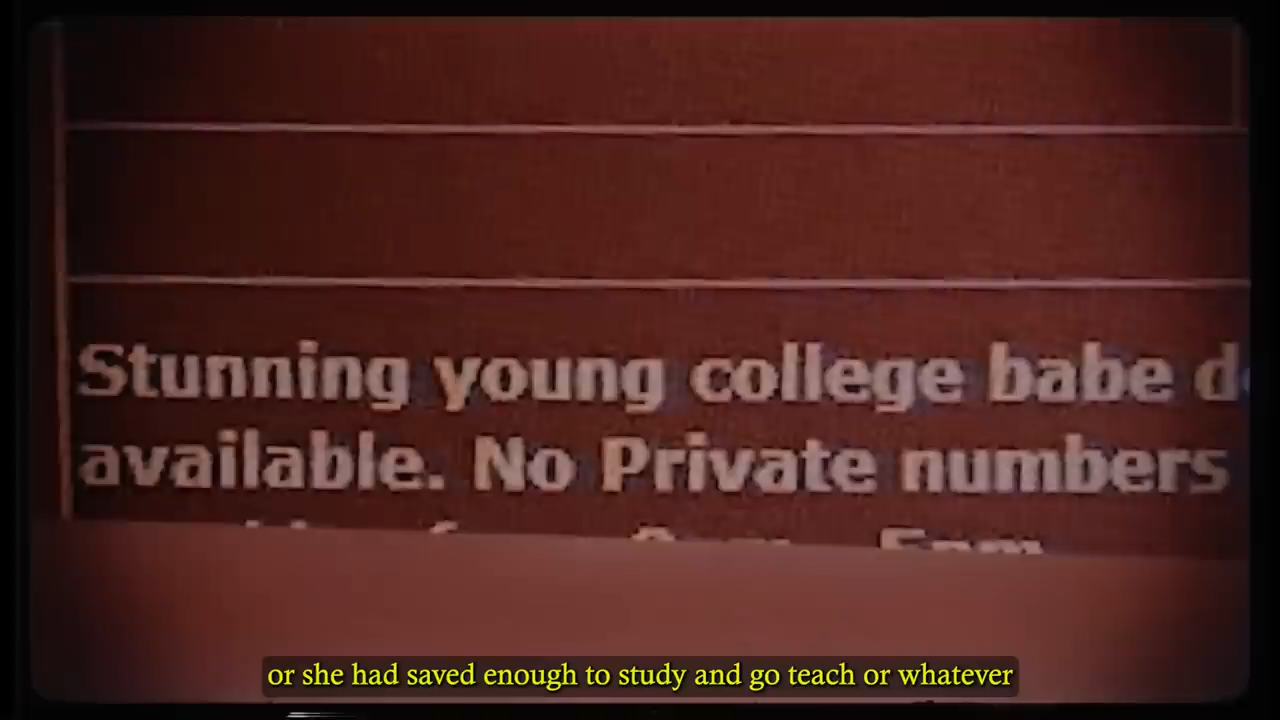 Stunning young college babe
available. No Private numbers
or she had saved enough to study and go teach or whatever